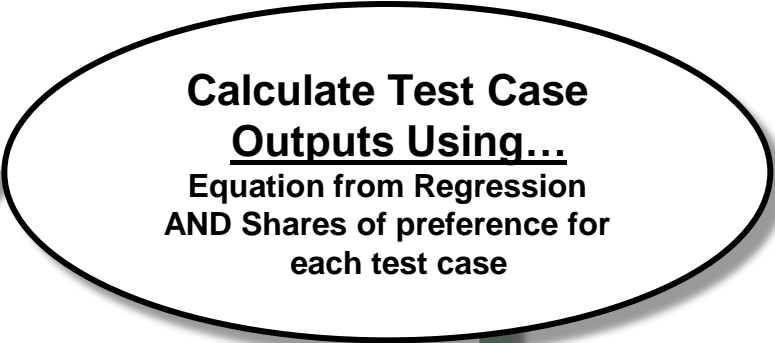 Calculate Test Case
Outputs Using…
Equation from Regression
AND Shares of preference for
each test case